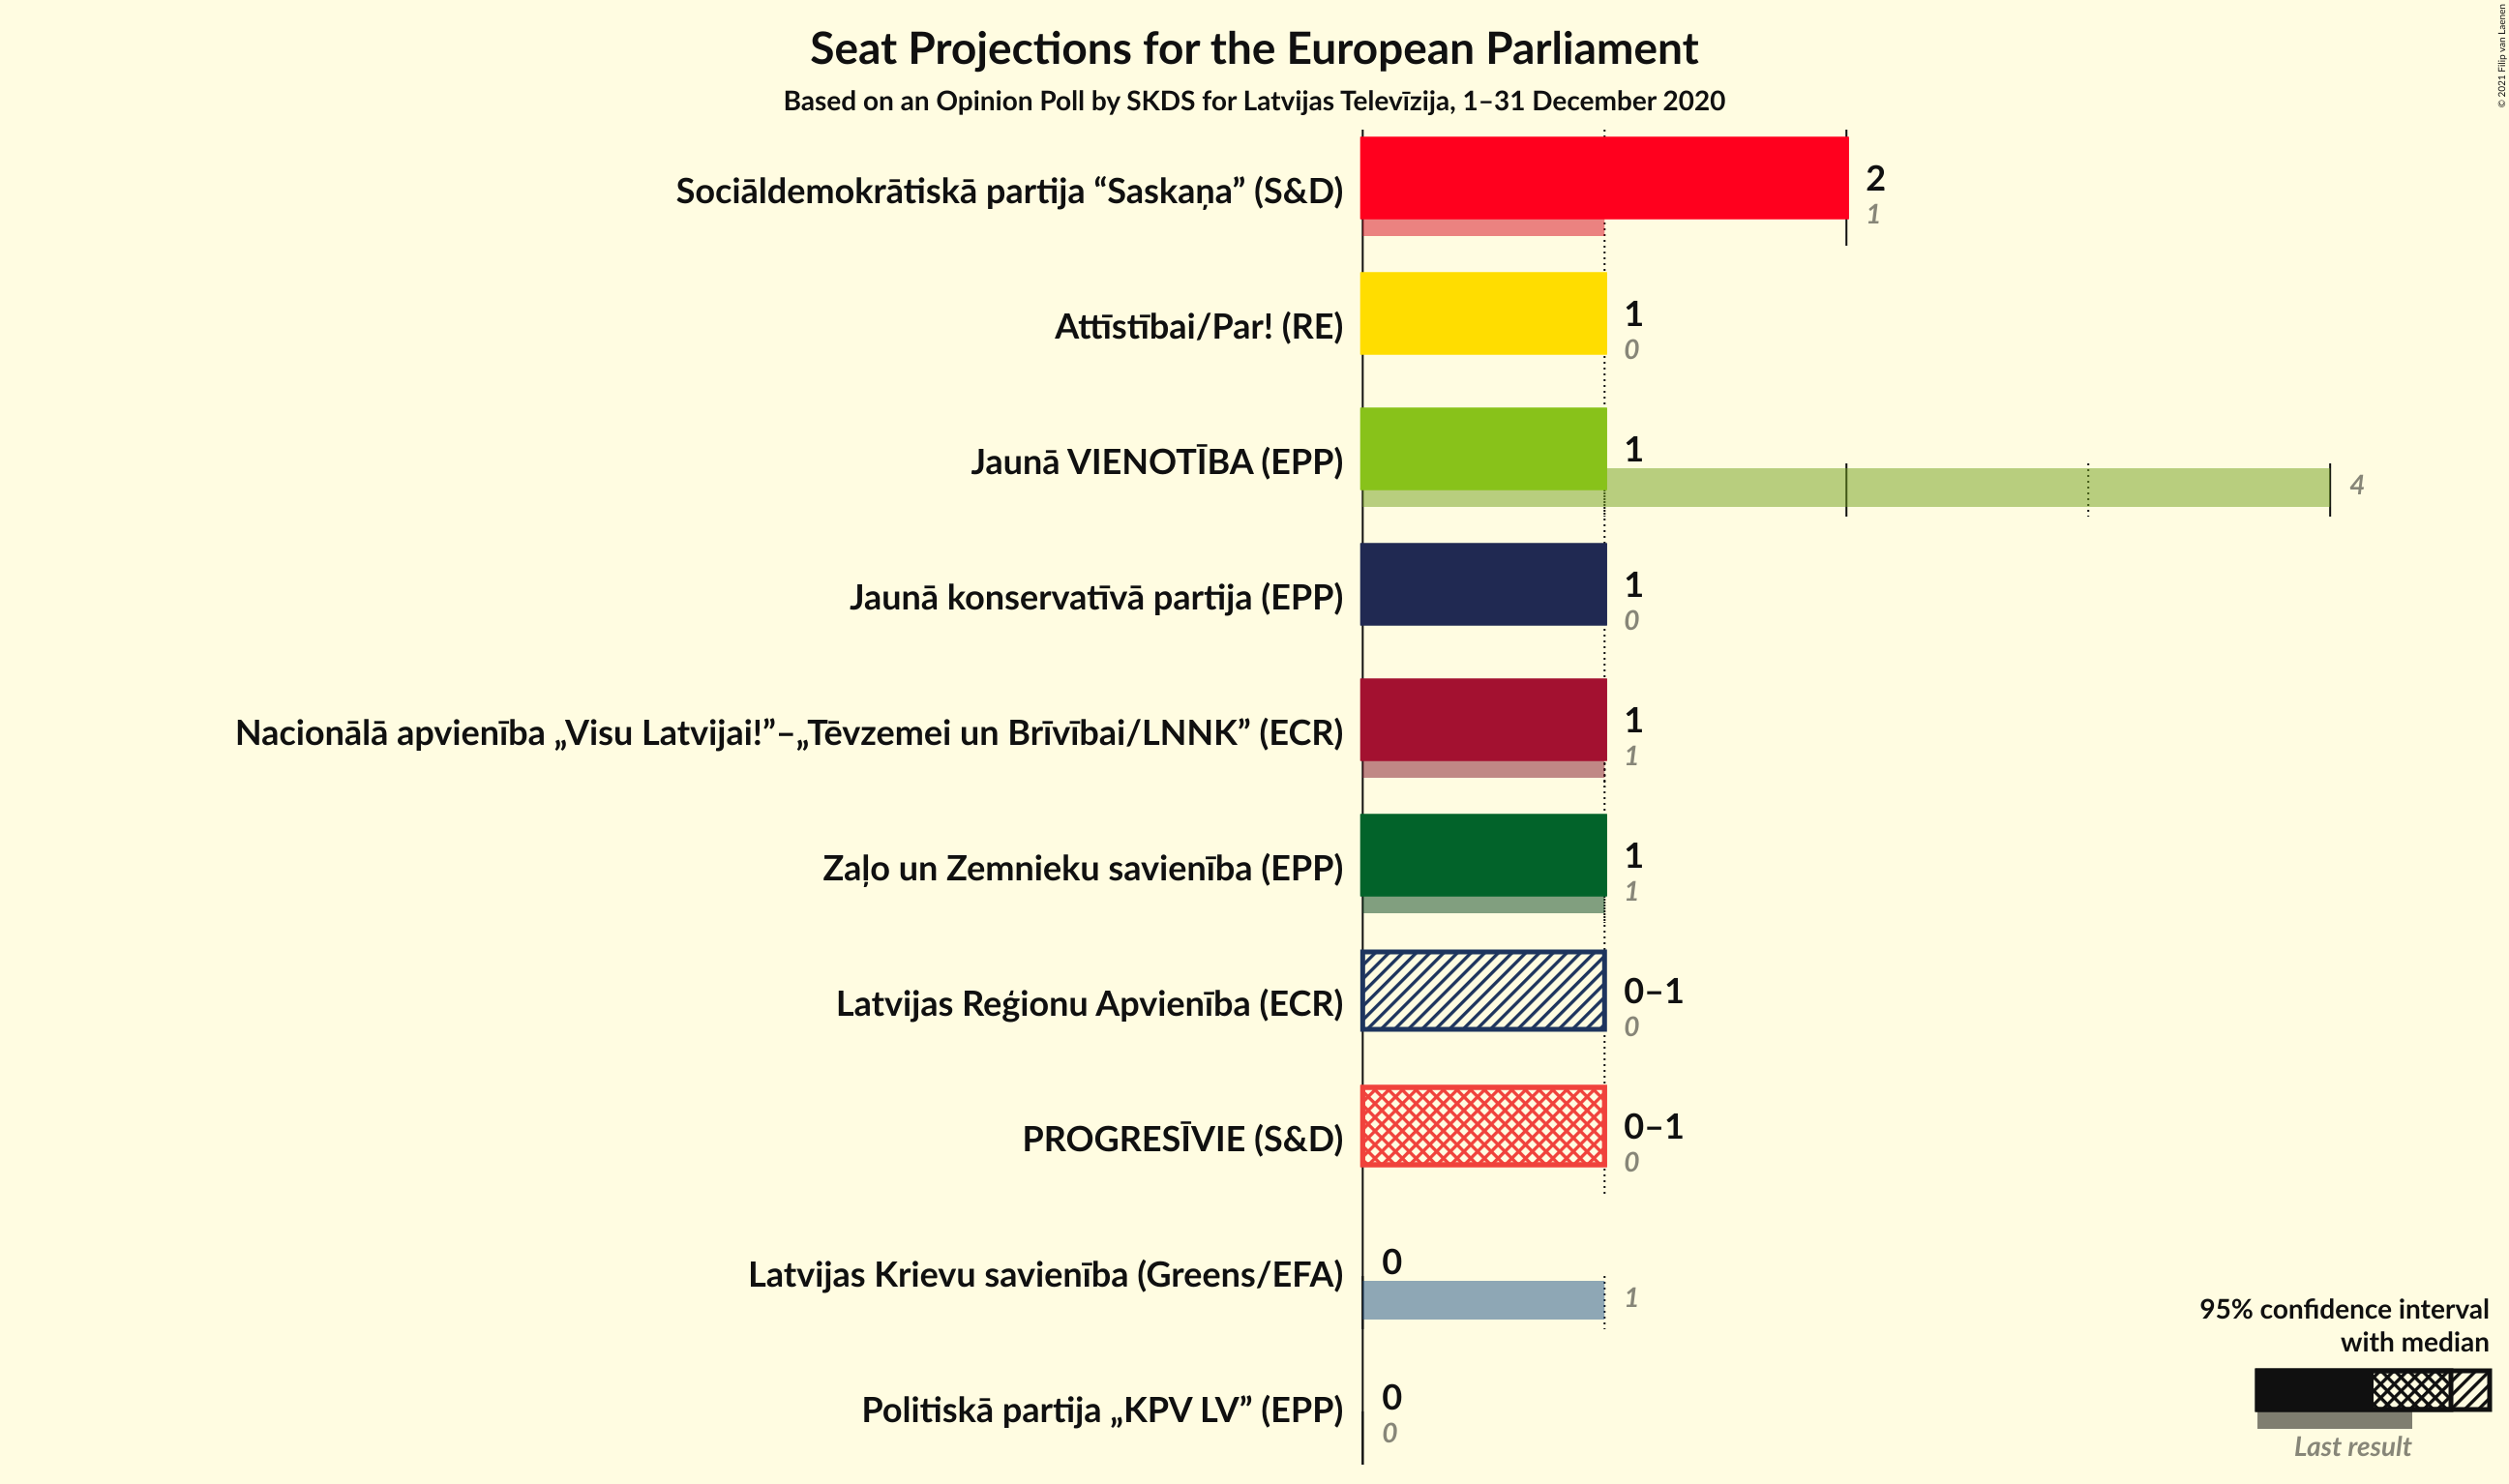 Seat Projections for the European Parliament
Based on an Opinion Poll by SKDS for Latvijas Televīzija, 1–31 December 2020
© 2021 Filip van Laenen
Sociāldemokrātiskā partija “Saskaņa” (S&D)
2
1
Attīstībai/Par! (RE)
1
0
Jaunā VIENOTĪBA (EPP)
1
4
Jaunā konservatīvā partija (EPP)
1
0
Nacionālā apvienība „Visu Latvijai!”–„Tēvzemei un Brīvībai/LNNK” (ECR)
1
1
Zaļo un Zemnieku savienība (EPP)
1
1
Latvijas Reģionu Apvienība (ECR)
0–1
0
PROGRESĪVIE (S&D)
0–1
0
Latvijas Krievu savienība (Greens/EFA)
0
1
Politiskā partija „KPV LV” (EPP)
0
0
95% confidence interval
with median
Last result